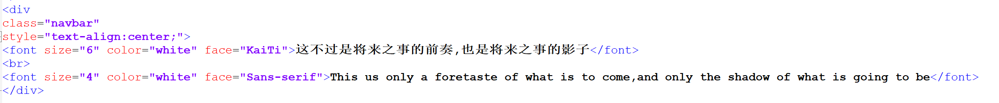 <div
class="navbar"
style="text-align:center;">
<font size="6" color="white" face="KaiTi">这不过是将来之事的前奏,也是将来之事的影子</font>
<br>
<font size="4" color="white" face="Sans-serif">This us only a foretaste of what is to come,and only the shadow of what is going to be</font>
</div>